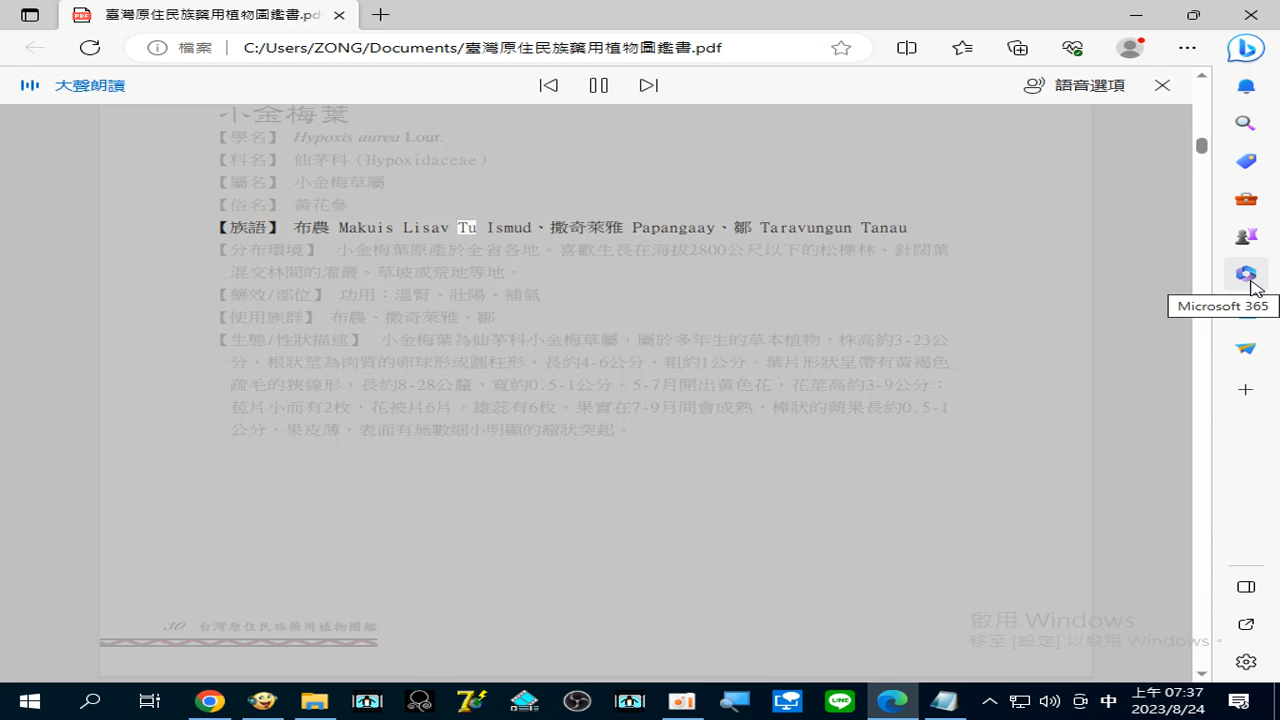 臺灣原住民族藥用植物圖鑑書.pdf
檔案 C:/Users/ZONG/Documents/臺灣原住民族藥用植物圖鑑書.pdf
大聲朗讀 語音選項
小金梅葉
【學名】 Hypoxis aurea Lour.
【科名】 仙茅科（Hypoxidaceae）
【屬名】 小金梅草屬
【俗名】 黃花參
【族語】 布農 Makuis Lisav Tu Ismud、撒奇萊雅 Papangaay、鄒 Taravungun Tanau
【分布環境】 小金梅葉原產於全省各地。喜歡生長在海拔2800公尺以下的松櫟林、針闊葉
混交林間的灌叢、草坡或荒地等地。
【藥效/部位】 功用：溫腎、壯陽、補氣
【使用族群】 布農、撒奇萊雅、鄒
【生態/性狀描述】 小金梅葉為仙茅科小金梅草屬，屬於多年生的草本植物，株高約3-23公
分，根狀莖為肉質的卵球形或圓柱形，長約4-6公分，粗約1公分。葉片形狀呈帶有黃褐色
疏毛的狹線形，長約8-28公釐，寬約0.5-1公分。5-7月開出黃色花，花莖高約3-9公分；
苞片小而有2枚，花被片6片，雄蕊有6枚。果實在7-9月間會成熟，棒狀的蒴果長約0.5-1
公分，果皮薄，表面有無數細小明顯的瘤狀突起。
30 台灣原住民族藥用植物圖鑑
Microsoft 365
啟用 Windows
移至 [設定] 以啟用 Windows。
中
上午 07:37
2023/8/24